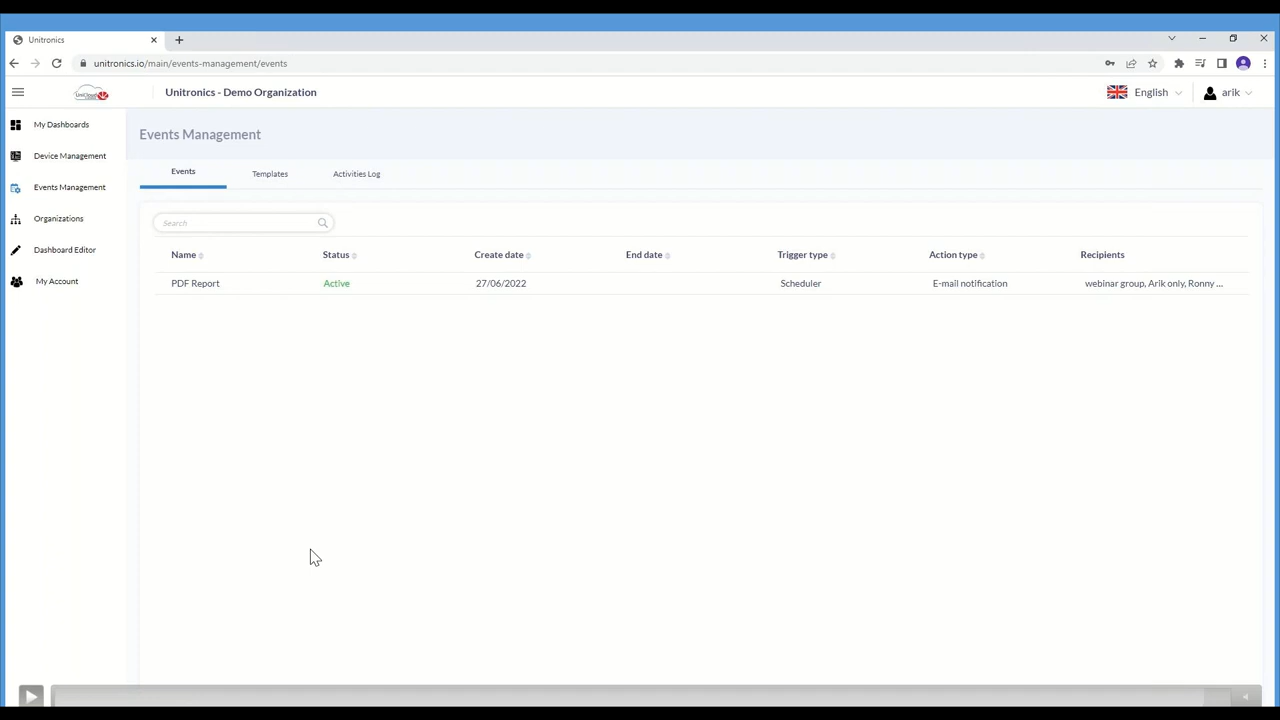 Unitronics
unitronics.io/main/events-management/events
UniCloud
Unitronics - Demo Organization
English
arik
My Dashboards
Device Management
Events Management
Organizations
Dashboard Editor
My Account
Events Management
Events Templates Activities Log
Search
Name Status Create date End date Trigger type Action type Recipients
PDF Report Active 27/06/2022 Scheduler E-mail notification webinar group, Arik only, Ronny ...